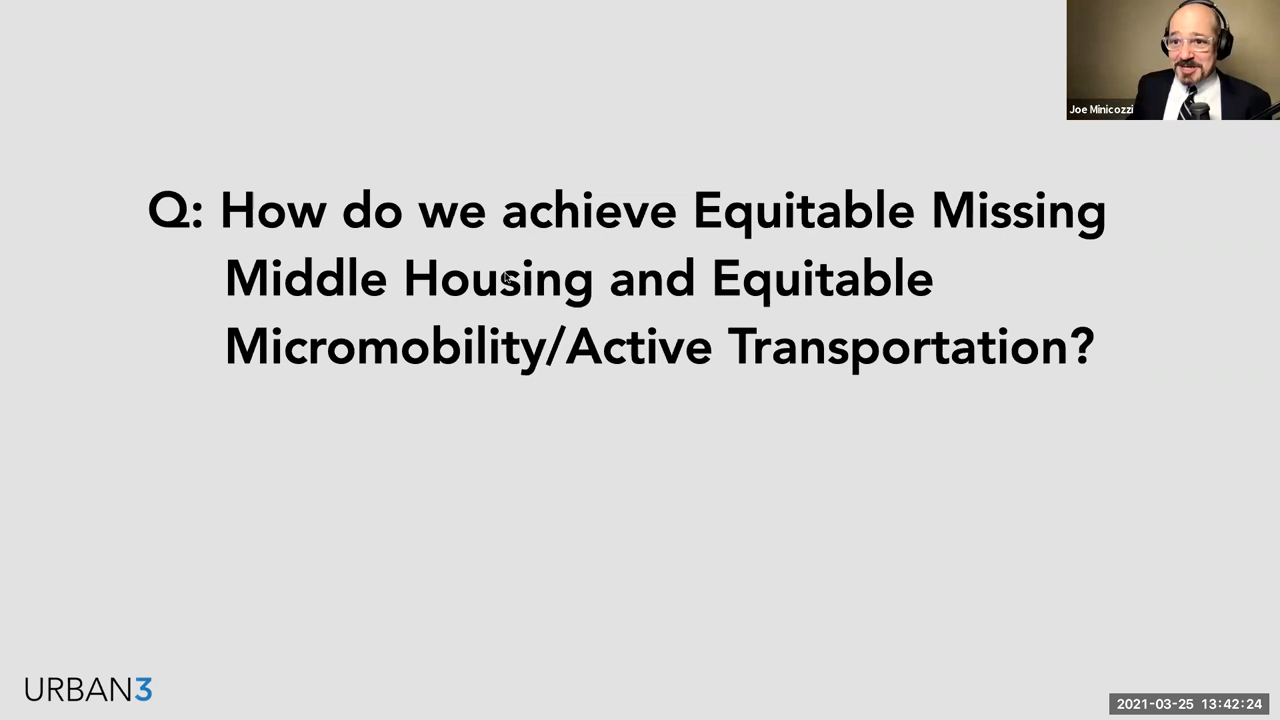 Joe Minicozzi
Q: How do we achieve Equitable Missing
Middle Housing and Equitable
Micromobility/Active Transportation?
URBAN3
2021-03-25 13:42:24